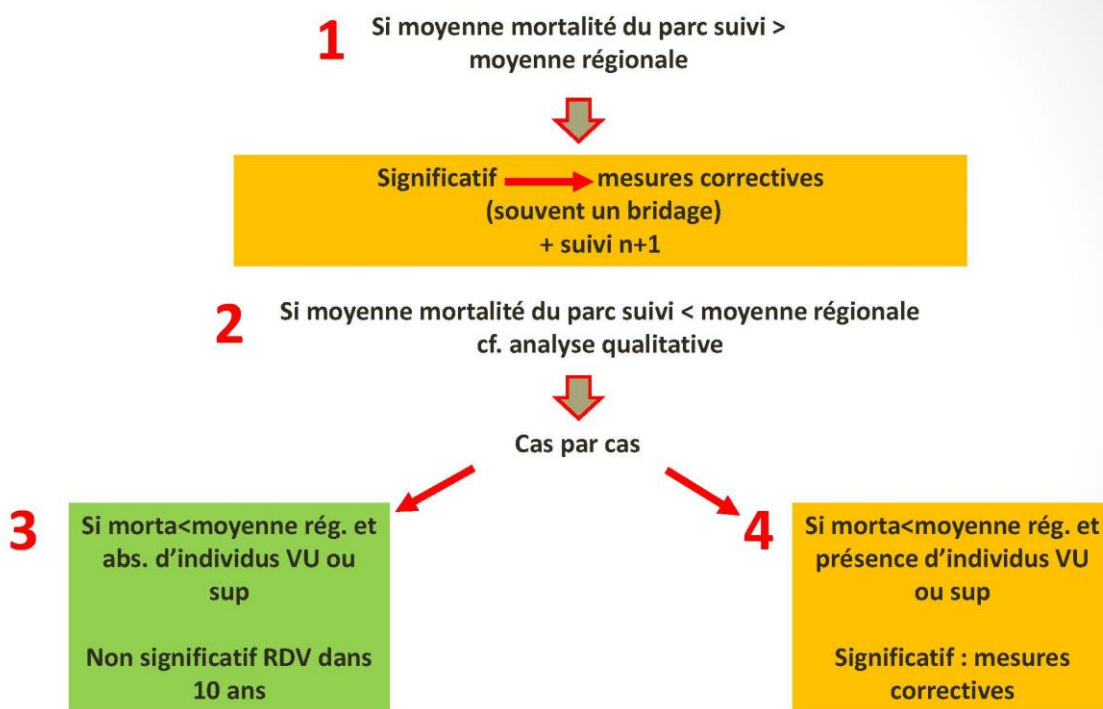 1
Si moyenne mortalité du parc suivi >
moyenne régionale
Significatif mesures correctives
(souvent un bridage)
+ suivi n+1
2
Si moyenne mortalité du parc suivi < moyenne régionale
cf. analyse qualitative
Cas par cas
3
Si morta<moyenne rég. et
abs. d’individus VU ou
sup
Non significatif RDV dans
10 ans
4
Si morta<moyenne rég. et
présence d’individus VU
ou sup
Significatif : mesures
correctives